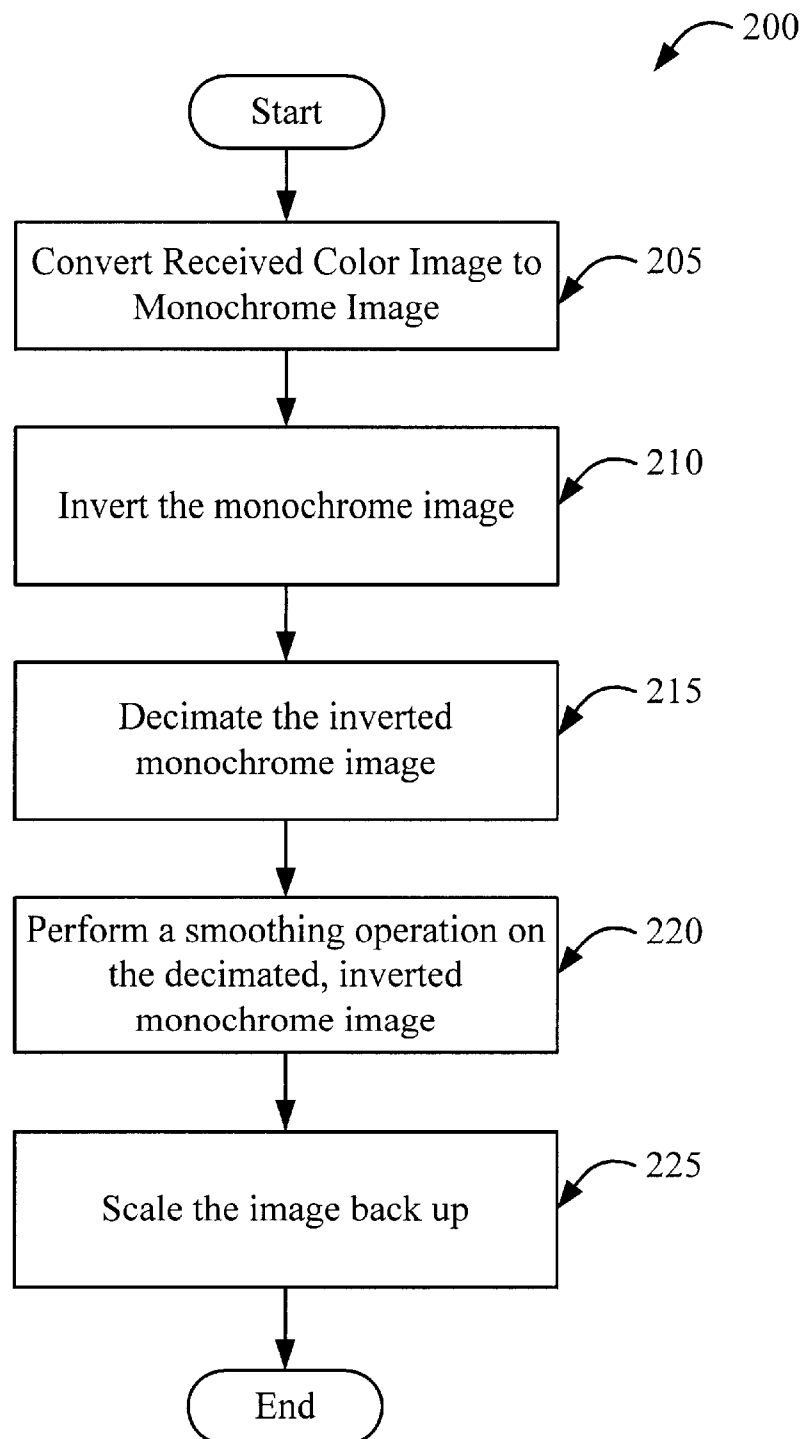 200
Start
Convert Received Color Image to
Monochrome Image
205
Invert the monochrome image
210
Decimate the inverted
monochrome image
215
Perform a smoothing operation on
the decimated, inverted
monochrome image
220
Scale the image back up
225
End